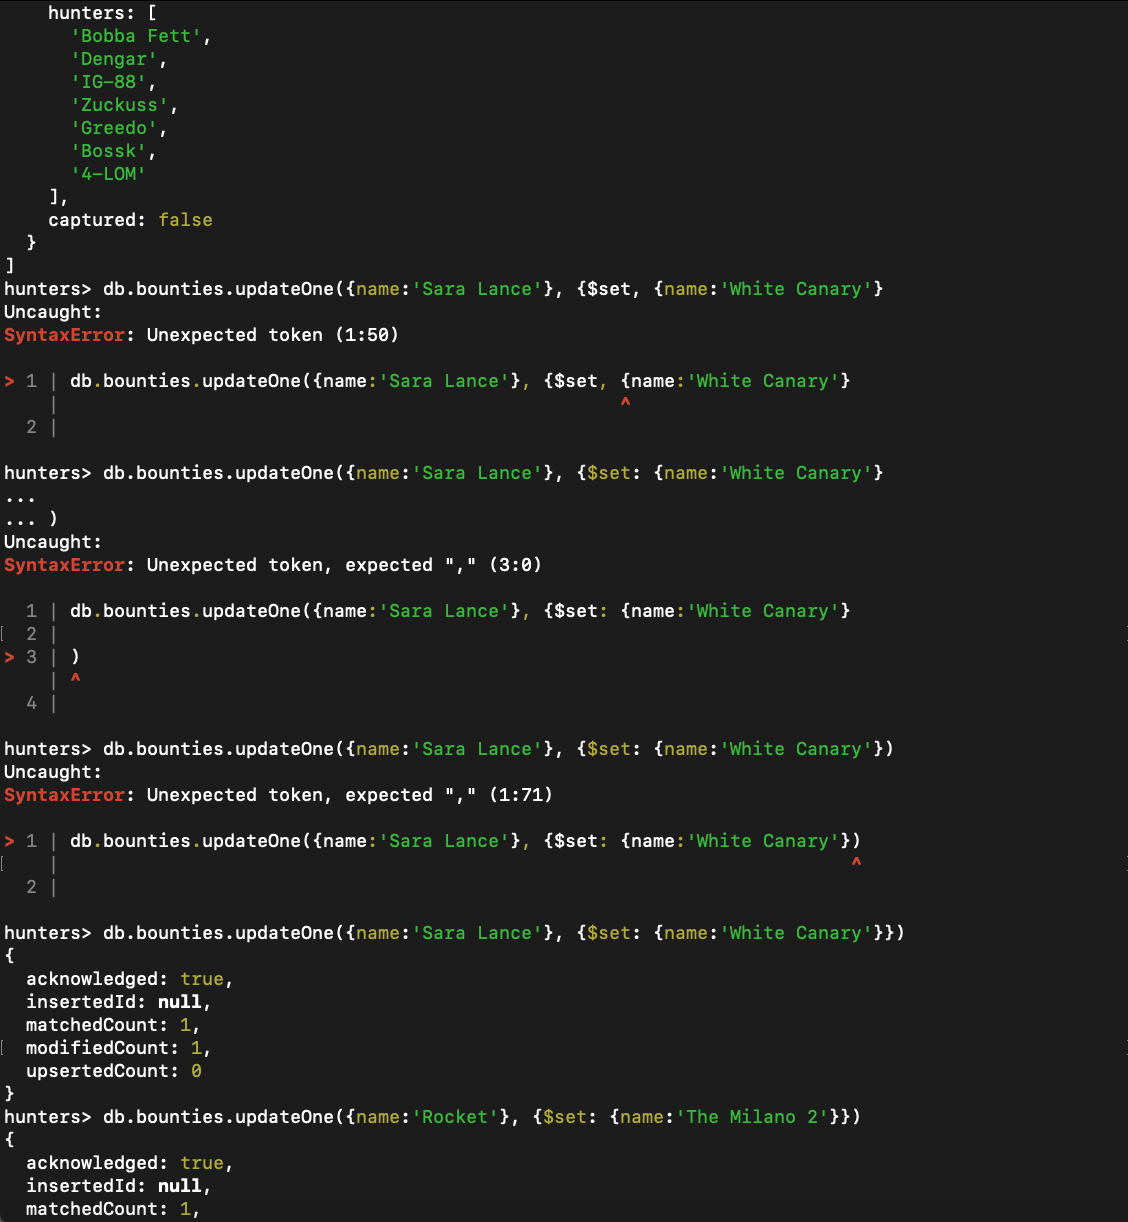 hunters: [
'Bobba Fett',
'Dengar',
'IG-88',
'Zuckuss',
'Greedo',
'Bossk',
'4-LOM'
],
captured: false
}
]
hunters> db.bounties.updateOne({name:'Sara Lance'}, {$set, {name:'White Canary'}
Uncaught:
SyntaxError: Unexpected token (1:50)
> 1 | db.bounties.updateOne({name:'Sara Lance'}, {$set, {name:'White Canary'}
| ^
2 |
hunters> db.bounties.updateOne({name:'Sara Lance'}, {$set: {name:'White Canary'}
...
... )
Uncaught:
SyntaxError: Unexpected token, expected "," (3:0)
1 | db.bounties.updateOne({name:'Sara Lance'}, {$set: {name:'White Canary'}
2 |
> 3 | )
| ^
4 |
hunters> db.bounties.updateOne({name:'Sara Lance'}, {$set: {name:'White Canary'})
Uncaught:
SyntaxError: Unexpected token, expected "," (1:71)
> 1 | db.bounties.updateOne({name:'Sara Lance'}, {$set: {name:'White Canary'})
| ^
2 |
hunters> db.bounties.updateOne({name:'Sara Lance'}, {$set: {name:'White Canary'}})
{
acknowledged: true,
insertedId: null,
matchedCount: 1,
modifiedCount: 1,
upsertedCount: 0
}
hunters> db.bounties.updateOne({name:'Rocket'}, {$set: {name:'The Milano 2'}})
{
acknowledged: true,
insertedId: null,
matchedCount: 1,